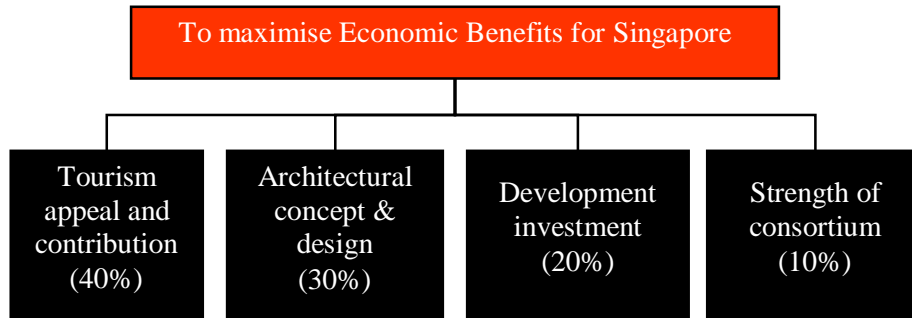 To maximise Economic Benefits for Singapore
Tourism
appeal and
contribution
(40%)
Architectural
concept &
design
(30%)
Development
investment
(20%)
Strength of
consortium
(10%)